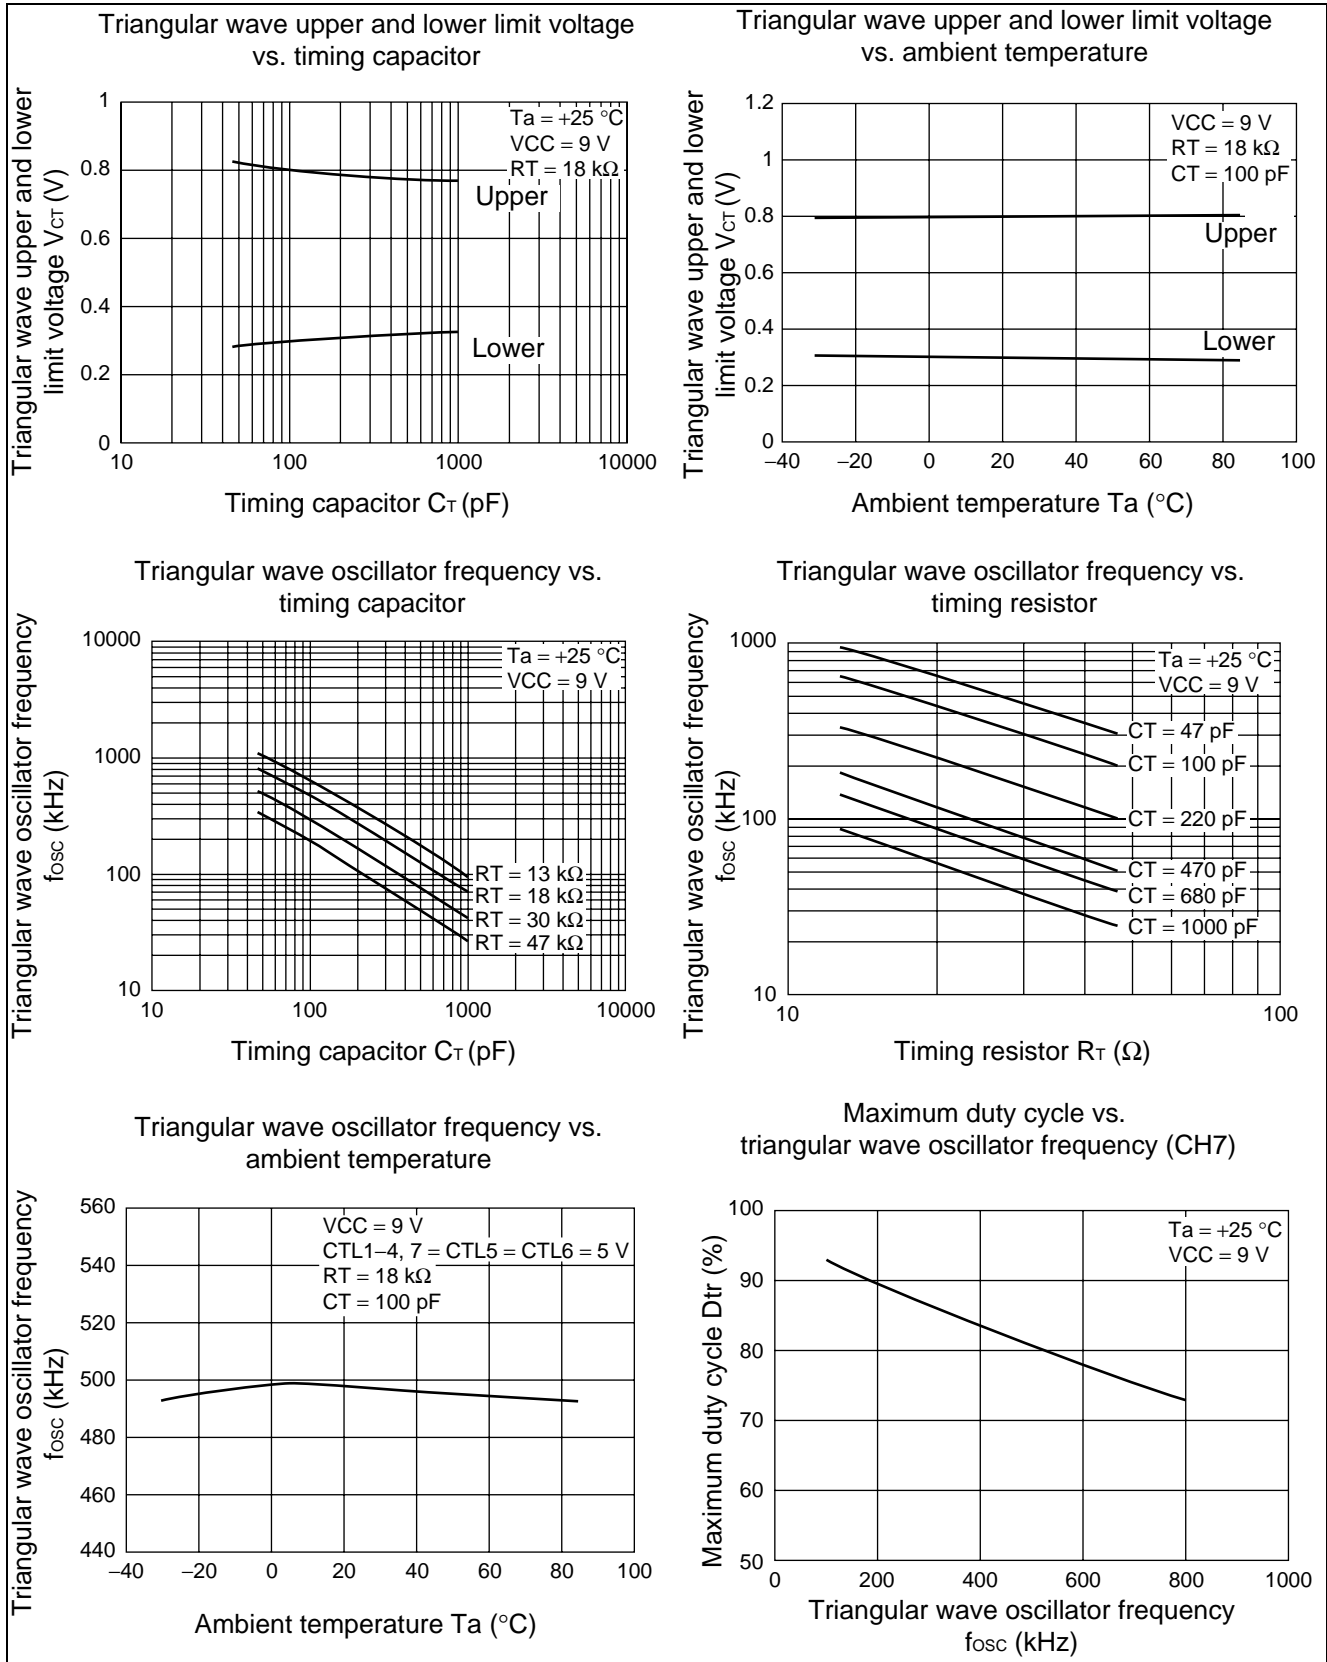 Triangular wave upper and lower limit voltage
vs. timing capacitor
Triangular wave upper and lower
limit voltage VCT (V)
1
0.8
0.6
0.4
0.2
0
Ta = +25 °C
VCC = 9 V
RT = 18 kΩ
Upper
Lower
10
100
1000
10000
Timing capacitor CT (pF)
Triangular wave upper and lower limit voltage
vs. ambient temperature
Triangular wave upper and lower
limit voltage VCT (V)
1.2
1
0.8
0.6
0.4
0.2
0
VCC = 9 V
RT = 18 kΩ
CT = 100 pF
Upper
Lower
−40
−20
0
20
40
60
80
100
Ambient temperature Ta (°C)
Triangular wave oscillator frequency vs.
timing capacitor
Triangular wave oscillator frequency
fOSC (kHz)
10000
1000
100
10
Ta = +25 °C
VCC = 9 V
RT = 13 kΩ
RT = 18 kΩ
RT = 30 kΩ
RT = 47 kΩ
10
100
1000
10000
Timing capacitor CT (pF)
Triangular wave oscillator frequency vs.
timing resistor
Triangular wave oscillator frequency
fOSC (kHz)
1000
100
10
Ta = +25 °C
VCC = 9 V
CT = 47 pF
CT = 100 pF
CT = 220 pF
CT = 470 pF
CT = 680 pF
CT = 1000 pF
10
100
Timing resistor RT (Ω)
Triangular wave oscillator frequency vs.
ambient temperature
Triangular wave oscillator frequency
fOSC (kHz)
560
540
520
500
480
460
440
VCC = 9 V
CTL1−4, 7 = CTL5 = CTL6 = 5 V
RT = 18 kΩ
CT = 100 pF
−40
−20
0
20
40
60
80
100
Ambient temperature Ta (°C)
Maximum duty cycle vs.
triangular wave oscillator frequency (CH7)
Maximum duty cycle Dtr (%)
100
90
80
70
60
50
Ta = +25 °C
VCC = 9 V
0
200
400
600
800
1000
Triangular wave oscillator frequency
fOSC (kHz)